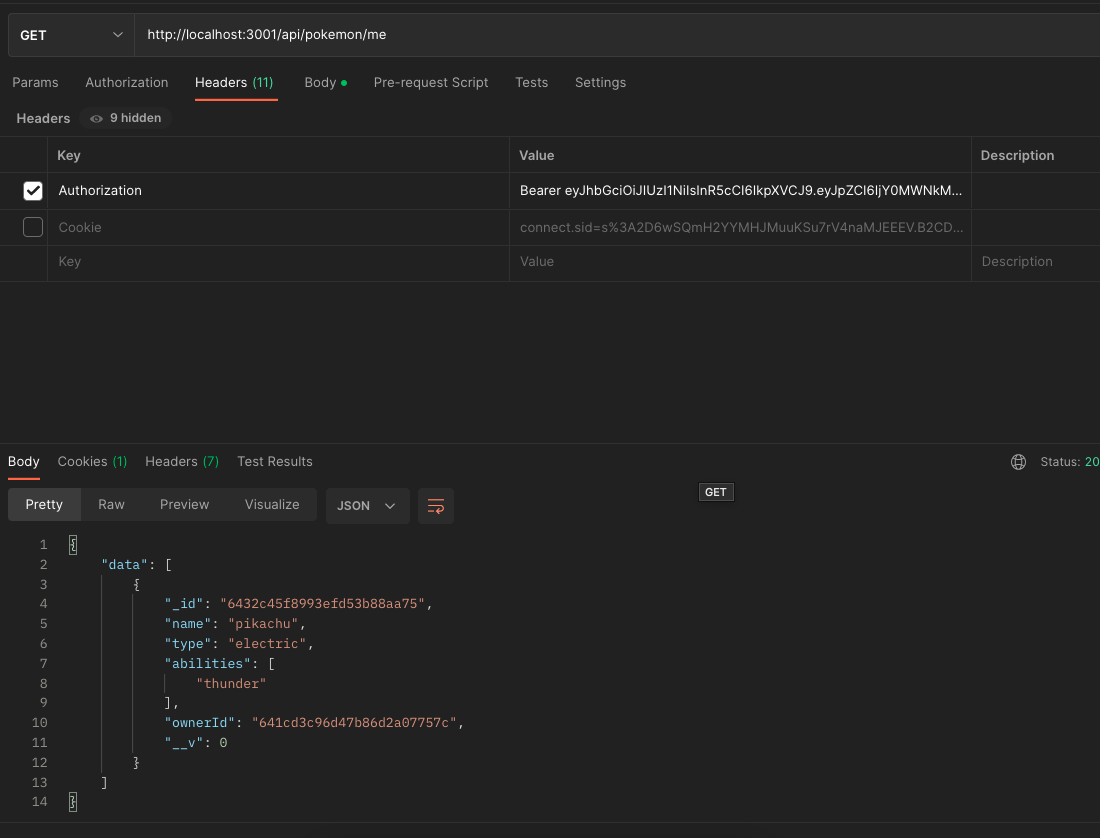 GET http://localhost:3001/api/pokemon/me
Params Authorization Headers (11) Body Pre-request Script Tests Settings
Headers 9 hidden
Key Value Description
Authorization Bearer eyJhbGciOiJIUzI1NiIsInR5cCI6IkpXVCJ9.eyJpZCI6IjY0MWNkM...
Cookie connect.sid=s%3A2D6wSQmH2YYMHJMuuKSu7rV4naMJEEEV.B2CD...
Key Value Description
Body Cookies (1) Headers (7) Test Results Status: 20
Pretty Raw Preview Visualize JSON GET
1 {
2 "data": [
3 {
4 "_id": "6432c45f8993efd53b88aa75",
5 "name": "pikachu",
6 "type": "electric",
7 "abilities": [
8 "thunder"
9 ],
10 "ownerId": "641cd3c96d47b86d2a07757c",
11 "__v": 0
12 }
13 ]
14 }